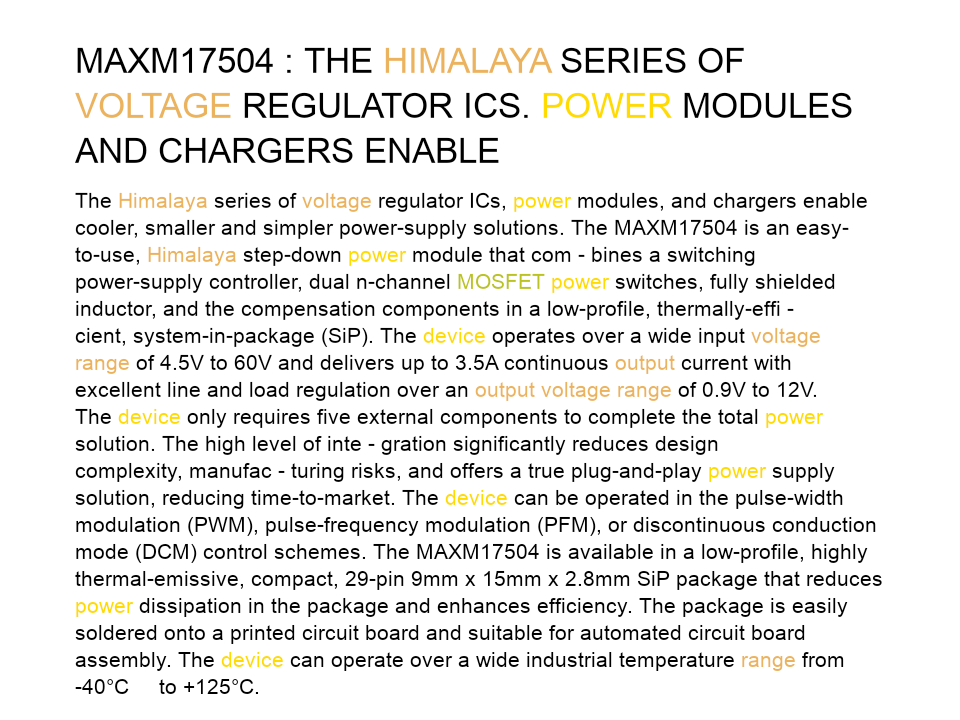 MAXM17504 : THE HIMALAYA SERIES OF
VOLTAGE REGULATOR ICS. POWER MODULES
AND CHARGERS ENABLE
The Himalaya series of voltage regulator ICs, power modules, and chargers enable
cooler, smaller and simpler power-supply solutions. The MAXM17504 is an easy-
to-use, Himalaya step-down power module that com - bines a switching
power-supply controller, dual n-channel MOSFET power switches, fully shielded
inductor, and the compensation components in a low-profile, thermally-effi -
cient, system-in-package (SiP). The device operates over a wide input voltage
range of 4.5V to 60V and delivers up to 3.5A continuous output current with
excellent line and load regulation over an output voltage range of 0.9V to 12V.
The device only requires five external components to complete the total power
solution. The high level of inte - gration significantly reduces design
complexity, manufac - turing risks, and offers a true plug-and-play power supply
solution, reducing time-to-market. The device can be operated in the pulse-width
modulation (PWM), pulse-frequency modulation (PFM), or discontinuous conduction
mode (DCM) control schemes. The MAXM17504 is available in a low-profile, highly
thermal-emissive, compact, 29-pin 9mm x 15mm x 2.8mm SiP package that reduces
power dissipation in the package and enhances efficiency. The package is easily
soldered onto a printed circuit board and suitable for automated circuit board
assembly. The device can operate over a wide industrial temperature range from
-40°C to +125°C.